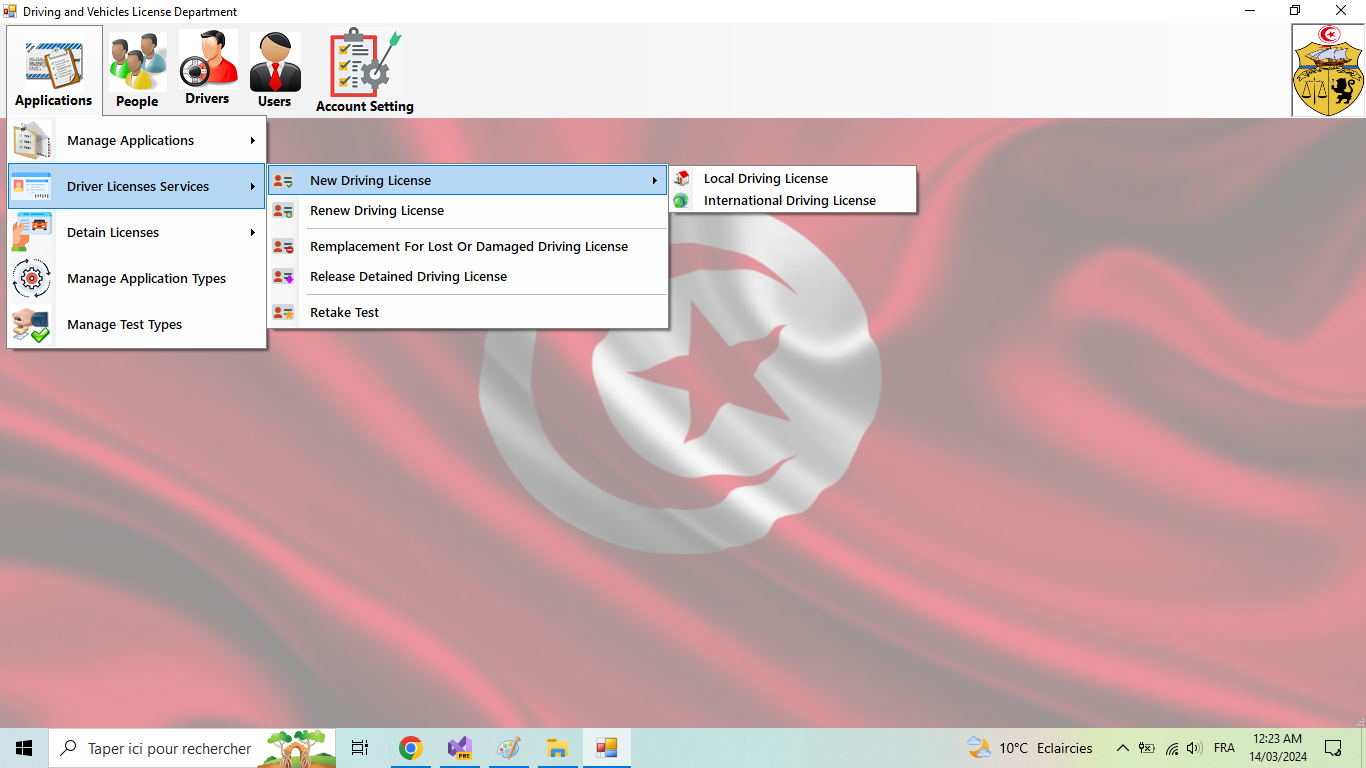 Driving and Vehicles License Department
Applications
People
Drivers
Users
Account Setting
Manage Applications
Driver Licenses Services
Detain Licenses
Manage Application Types
Manage Test Types
New Driving License
Renew Driving License
Remplacement For Lost Or Damaged Driving License
Release Detained Driving License
Retake Test
Local Driving License
International Driving License
Taper ici pour rechercher
PRE
10°C Eclaircies
FRA
12:23 AM
14/03/2024